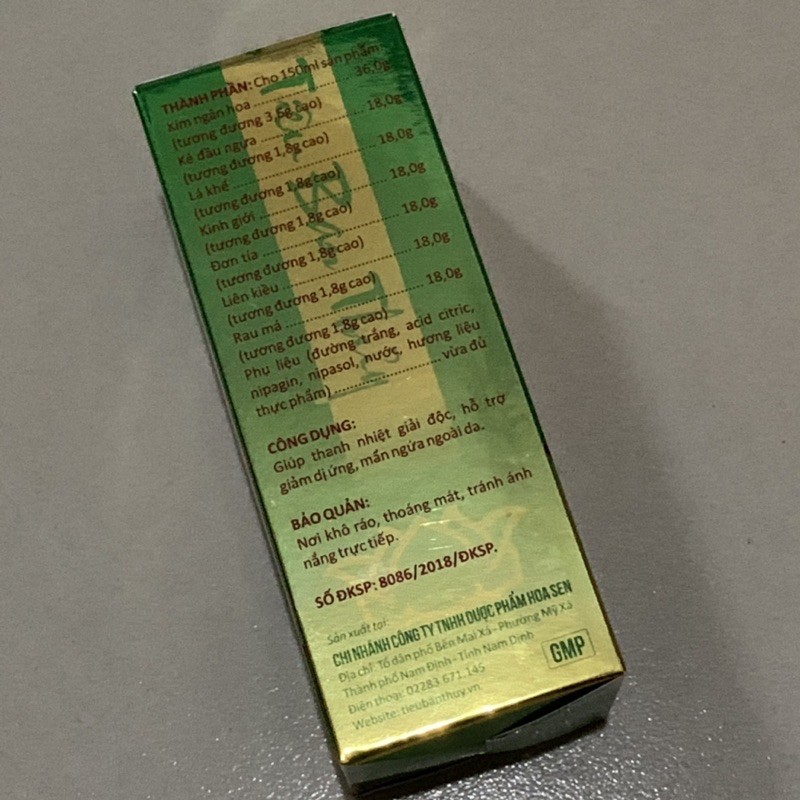 THÀNH PHẦN: Cho 150ml sản phẩm
Kim ngân hoa ........................ 36,0g
(tương đương 3,6g cao)
Ké đầu ngựa ........................ 18,0g
(tương đương 1,8g cao)
Lá khế ........................ 18,0g
(tương đương 1,8g cao)
Kinh giới ........................ 18,0g
(tương đương 1,8g cao)
Đơn tía ........................ 18,0g
(tương đương 1,8g cao)
Liên kiều ........................ 18,0g
(tương đương 1,8g cao)
Rau má ........................ 18,0g
(tương đương 1,8g cao)
Phụ liệu (đường trắng, acid citric,
nipagin, nipasol, nước, hương liệu
thực phẩm) ........................ vừa đủ
Tiêu Ban Thủy
CÔNG DỤNG:
Giúp thanh nhiệt giải độc, hỗ trợ
giảm dị ứng, mẩn ngứa ngoài da.
BẢO QUẢN:
Nơi khô ráo, thoáng mát, tránh ánh
nắng trực tiếp.
SỐ ĐKSP: 8086/2018/ĐKSP.
Sản xuất tại:
CHI NHÁNH CÔNG TY TNHH DƯỢC PHẨM HOA SEN
Địa chỉ: Tổ dân phố Bến Mai Xá - Phường Mỹ Xá
Thành phố Nam Định - Tỉnh Nam Định
Điện thoại: 02283.671.145
Website: tieubanthuy.vn
GMP